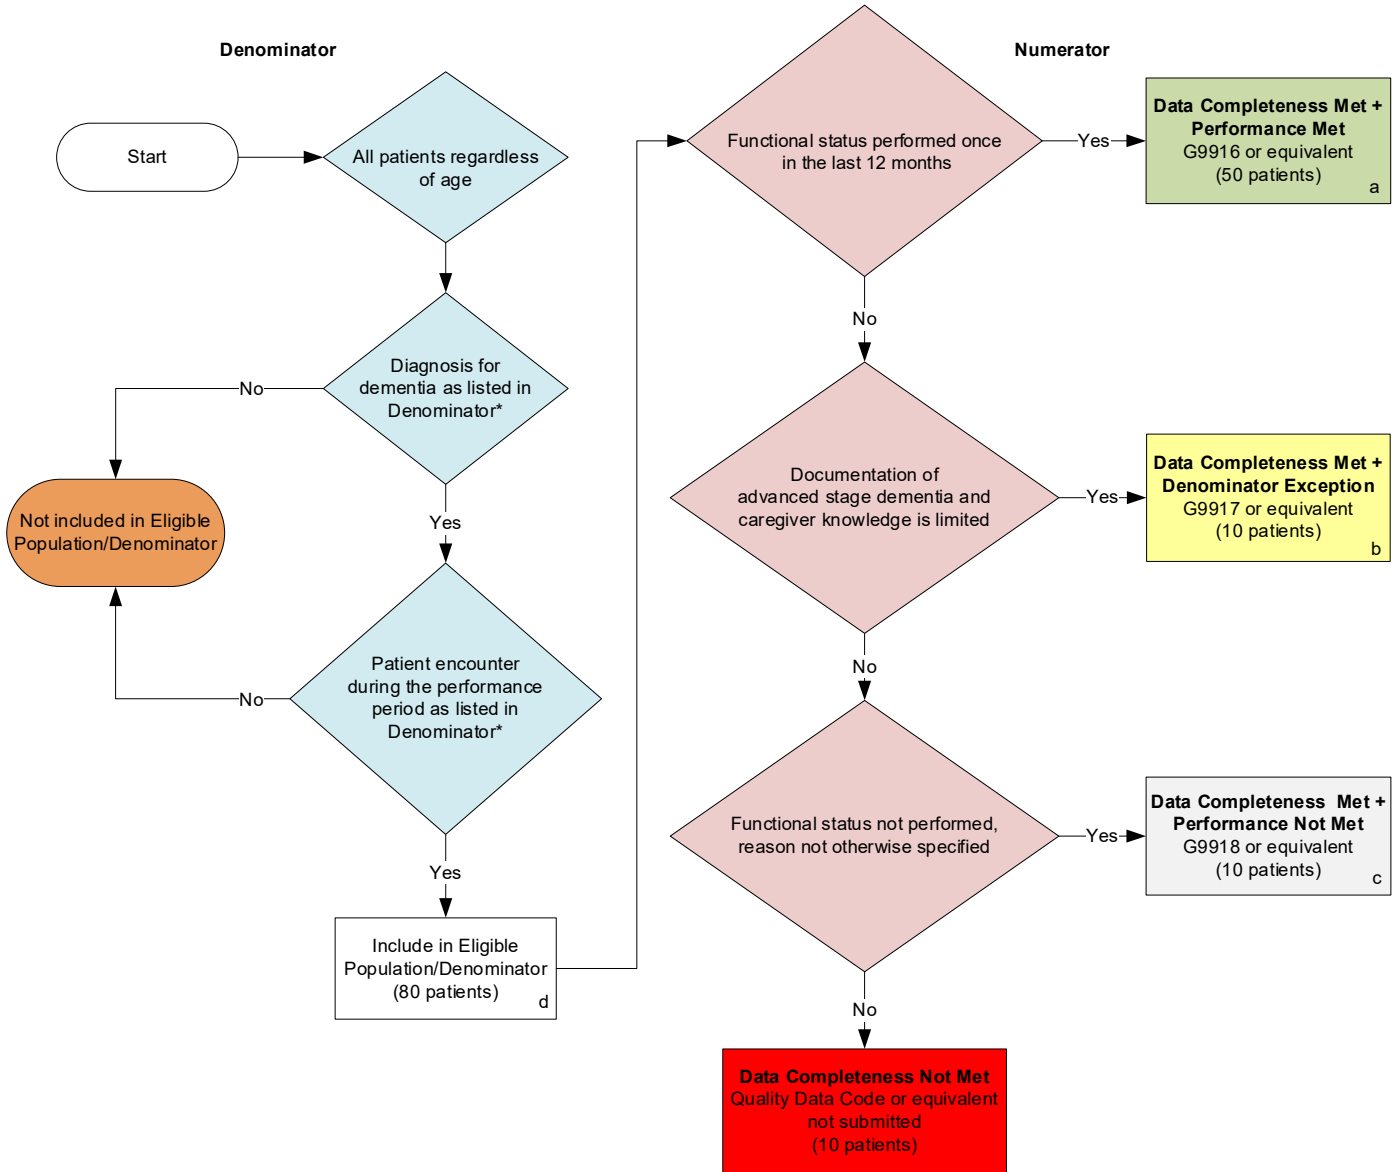 Denominator
Numerator
Start
All patients regardless
of age
Diagnosis for
dementia as listed in
Denominator*
No
Yes
Not included in Eligible
Population/Denominator
Patient encounter
during the performance
period as listed in
Denominator*
No
Yes
Include in Eligible
Population/Denominator
(80 patients)
d
Functional status performed once
in the last 12 months
Yes
Data Completeness Met +
Performance Met
G9916 or equivalent
(50 patients)
a
No
Documentation of
advanced stage dementia and
caregiver knowledge is limited
Yes
Data Completeness Met +
Denominator Exception
G9917 or equivalent
(10 patients)
b
No
Functional status not performed,
reason not otherwise specified
Yes
Data Completeness  Met +
Performance Not Met
G9918 or equivalent
(10 patients)
c
No
Data Completeness Not Met
Quality Data Code or equivalent
not submitted
(10 patients)